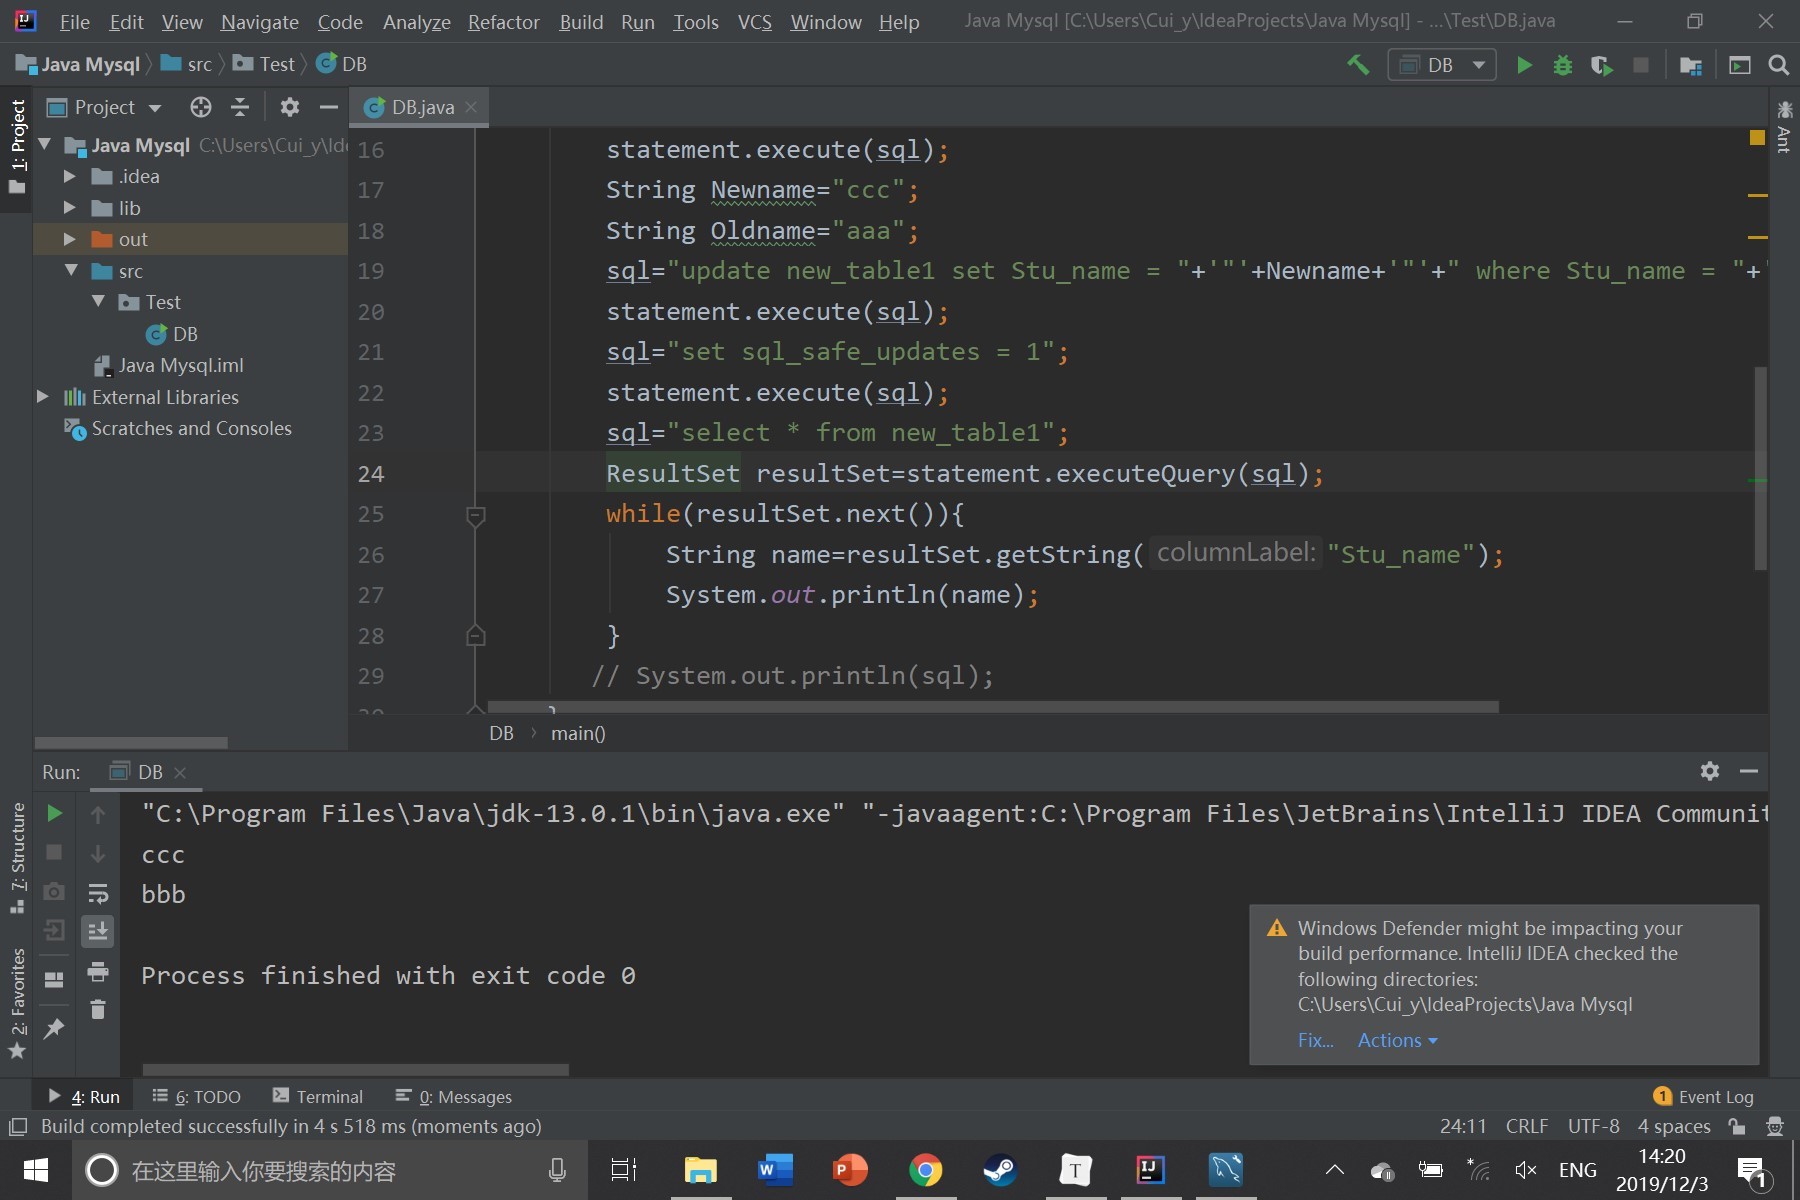 File Edit View Navigate Code Analyze Refactor Build Run Tools VCS Window Help Java Mysql [C:\Users\Cui_y\IdeaProjects\Java Mysql] - ...\Test\DB.java
Java Mysql src Test DB
DB
1: Project
Project
Java Mysql C:\Users\Cui_y\Ide
.idea
lib
out
src
Test
DB
Java Mysql.iml
External Libraries
Scratches and Consoles
DB.java
16 statement.execute(sql);
17 String Newname="ccc";
18 String Oldname="aaa";
19 sql="update new_table1 set Stu_name = "+'"'+Newname+'"'+" where Stu_name = "+'
20 statement.execute(sql);
21 sql="set sql_safe_updates = 1";
22 statement.execute(sql);
23 sql="select * from new_table1";
24 ResultSet resultSet=statement.executeQuery(sql);
25 while(resultSet.next()){
26 String name=resultSet.getString( columnLabel: "Stu_name");
27 System.out.println(name);
28 }
29 // System.out.println(sql);
DB main()
Ant
Run: DB
"C:\Program Files\Java\jdk-13.0.1\bin\java.exe" "-javaagent:C:\Program Files\JetBrains\IntelliJ IDEA Communit
ccc
bbb
Process finished with exit code 0
7: Structure
2: Favorites
Windows Defender might be impacting your
build performance. IntelliJ IDEA checked the
following directories:
C:\Users\Cui_y\IdeaProjects\Java Mysql
Fix... Actions
4: Run 6: TODO Terminal 0: Messages 1 Event Log
Build completed successfully in 4 s 518 ms (moments ago) 24:11 CRLF UTF-8 4 spaces
在这里输入你要搜索的内容
ENG
14:20
2019/12/3
1